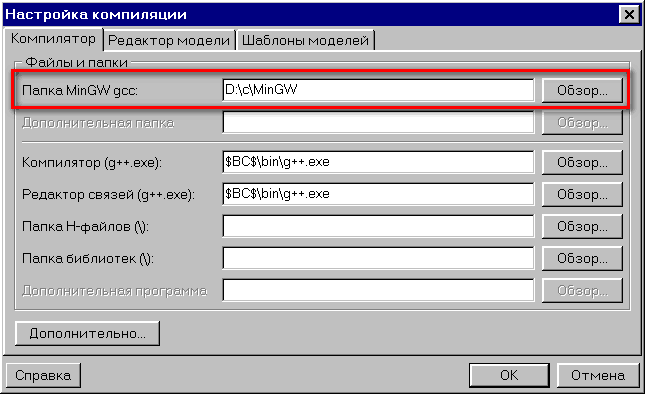 Настройка компиляции
Компилятор Редактор модели Шаблоны моделей
Файлы и папки
Папка MinGW gcc: D:\c\MinGW Обзор...
Дополнительная папка Обзор...
Компилятор (g++.exe): $BC$\bin\g++.exe Обзор...
Редактор связей (g++.exe): $BC$\bin\g++.exe Обзор...
Папка H-файлов (\): Обзор...
Папка библиотек (\): Обзор...
Дополнительная программа Обзор...
Дополнительно...
Справка OK Отмена